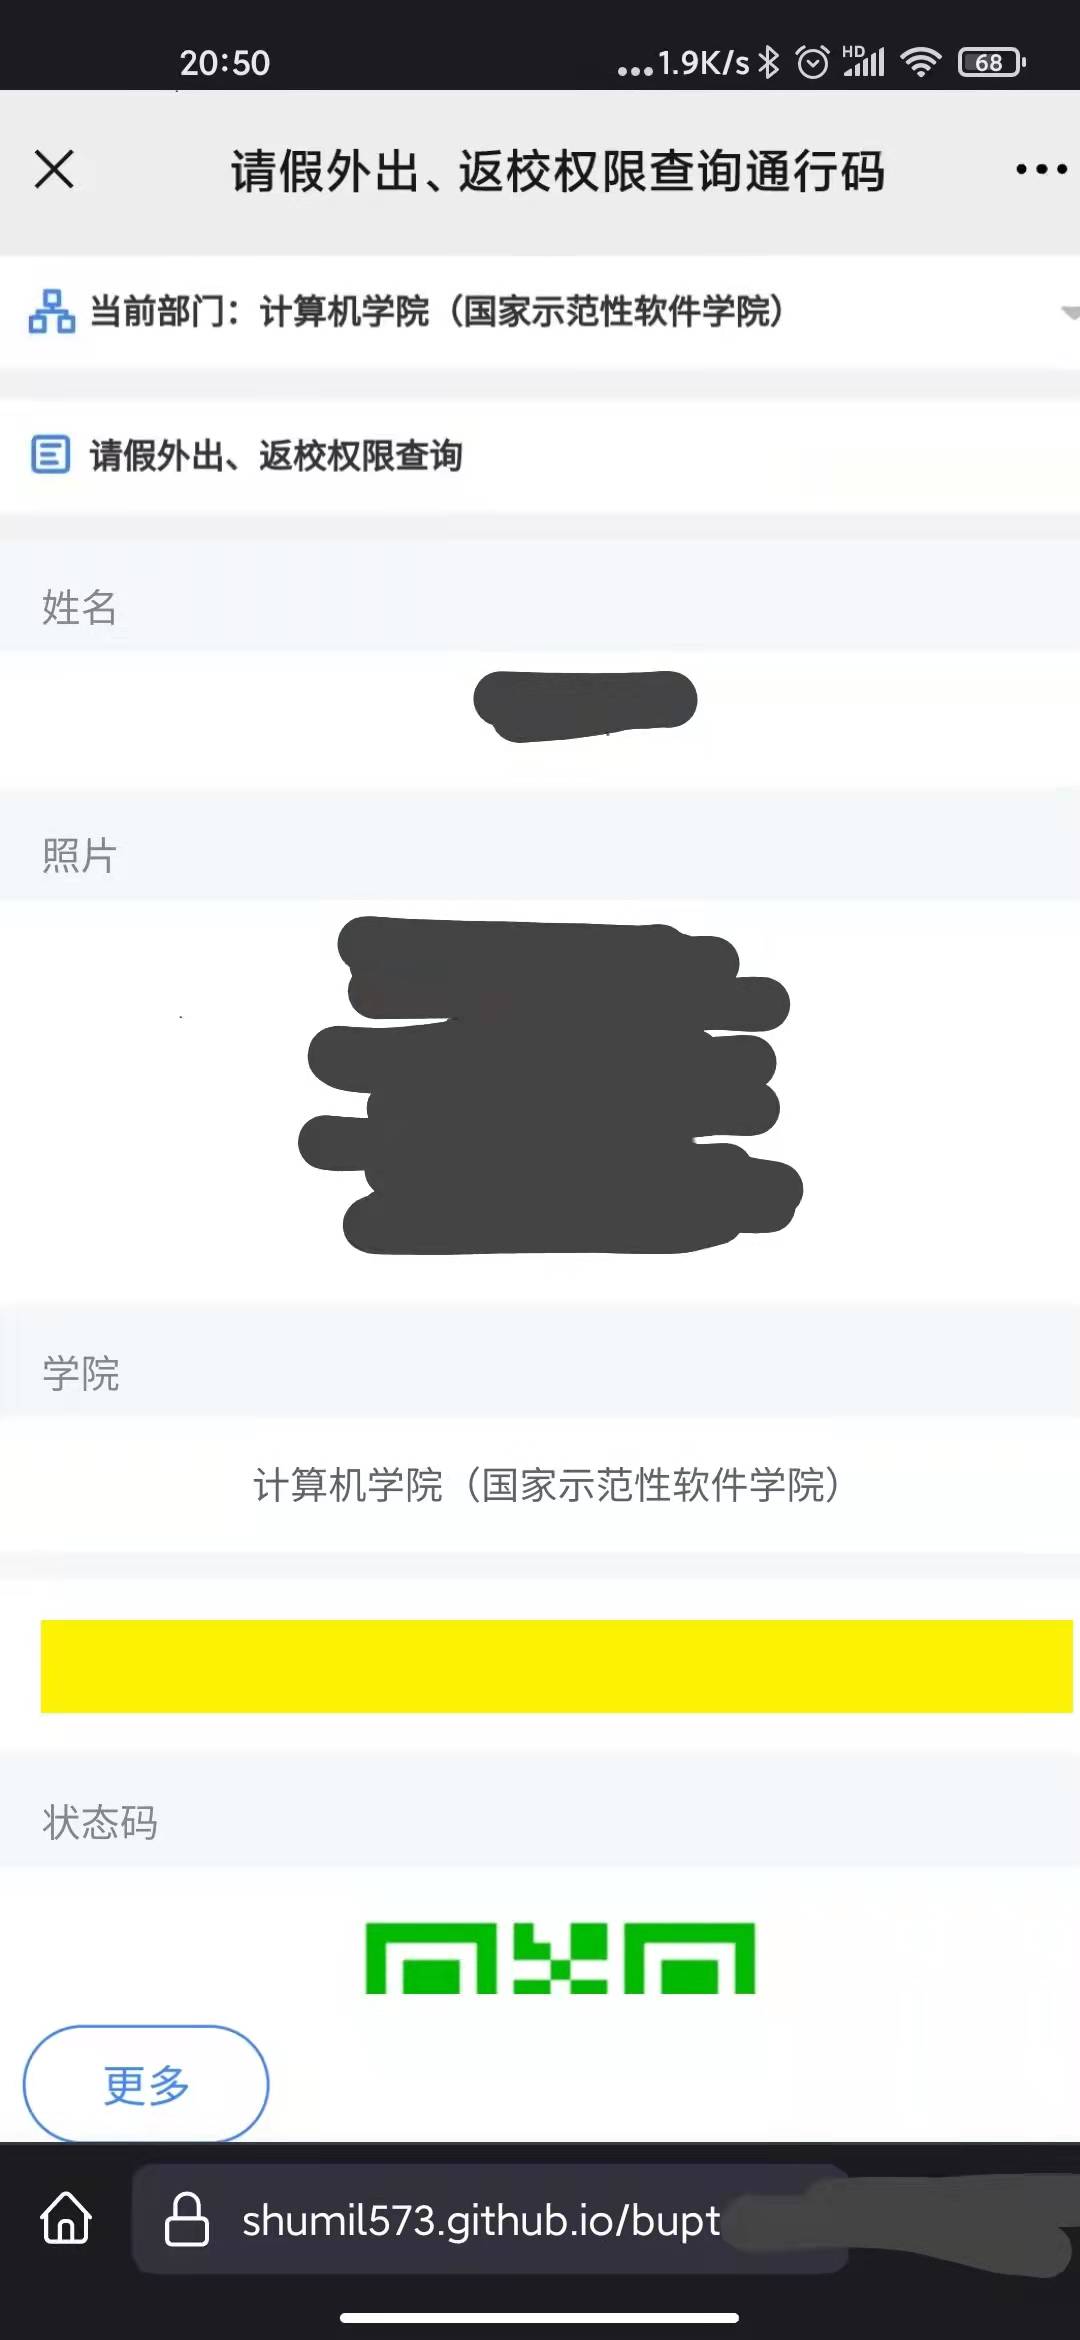 20:50
...1.9K/s HD 68
请假外出、返校权限查询通行码
当前部门：计算机学院（国家示范性软件学院）
请假外出、返校权限查询
姓名
照片
学院
计算机学院（国家示范性软件学院）
状态码
更多
shumil573.github.io/bupt